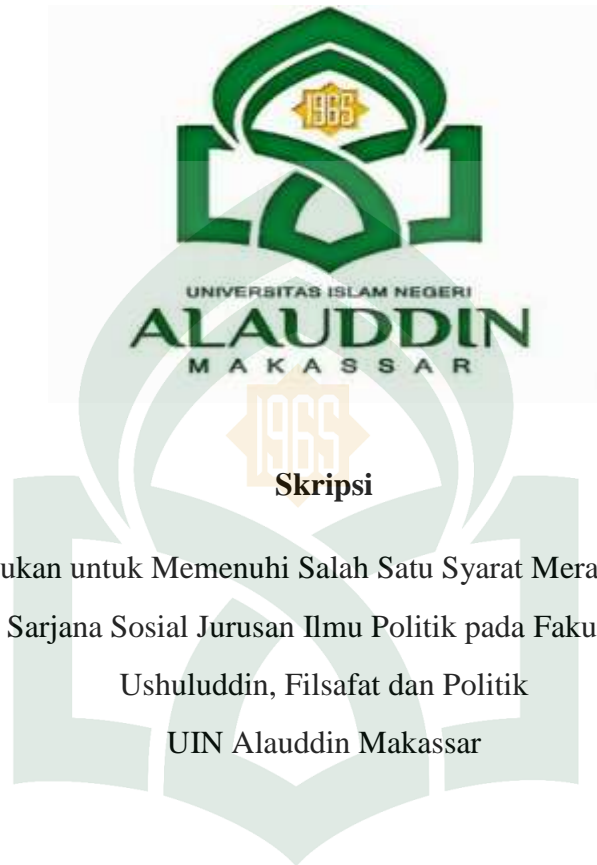 1965
UNIVERSITAS ISLAM NEGERI
ALAUDDIN
MAKASSAR
1965
Skripsi
ukan untuk Memenuhi Salah Satu Syarat Mera
Sarjana Sosial Jurusan Ilmu Politik pada Faku
Ushuluddin, Filsafat dan Politik
UIN Alauddin Makassar